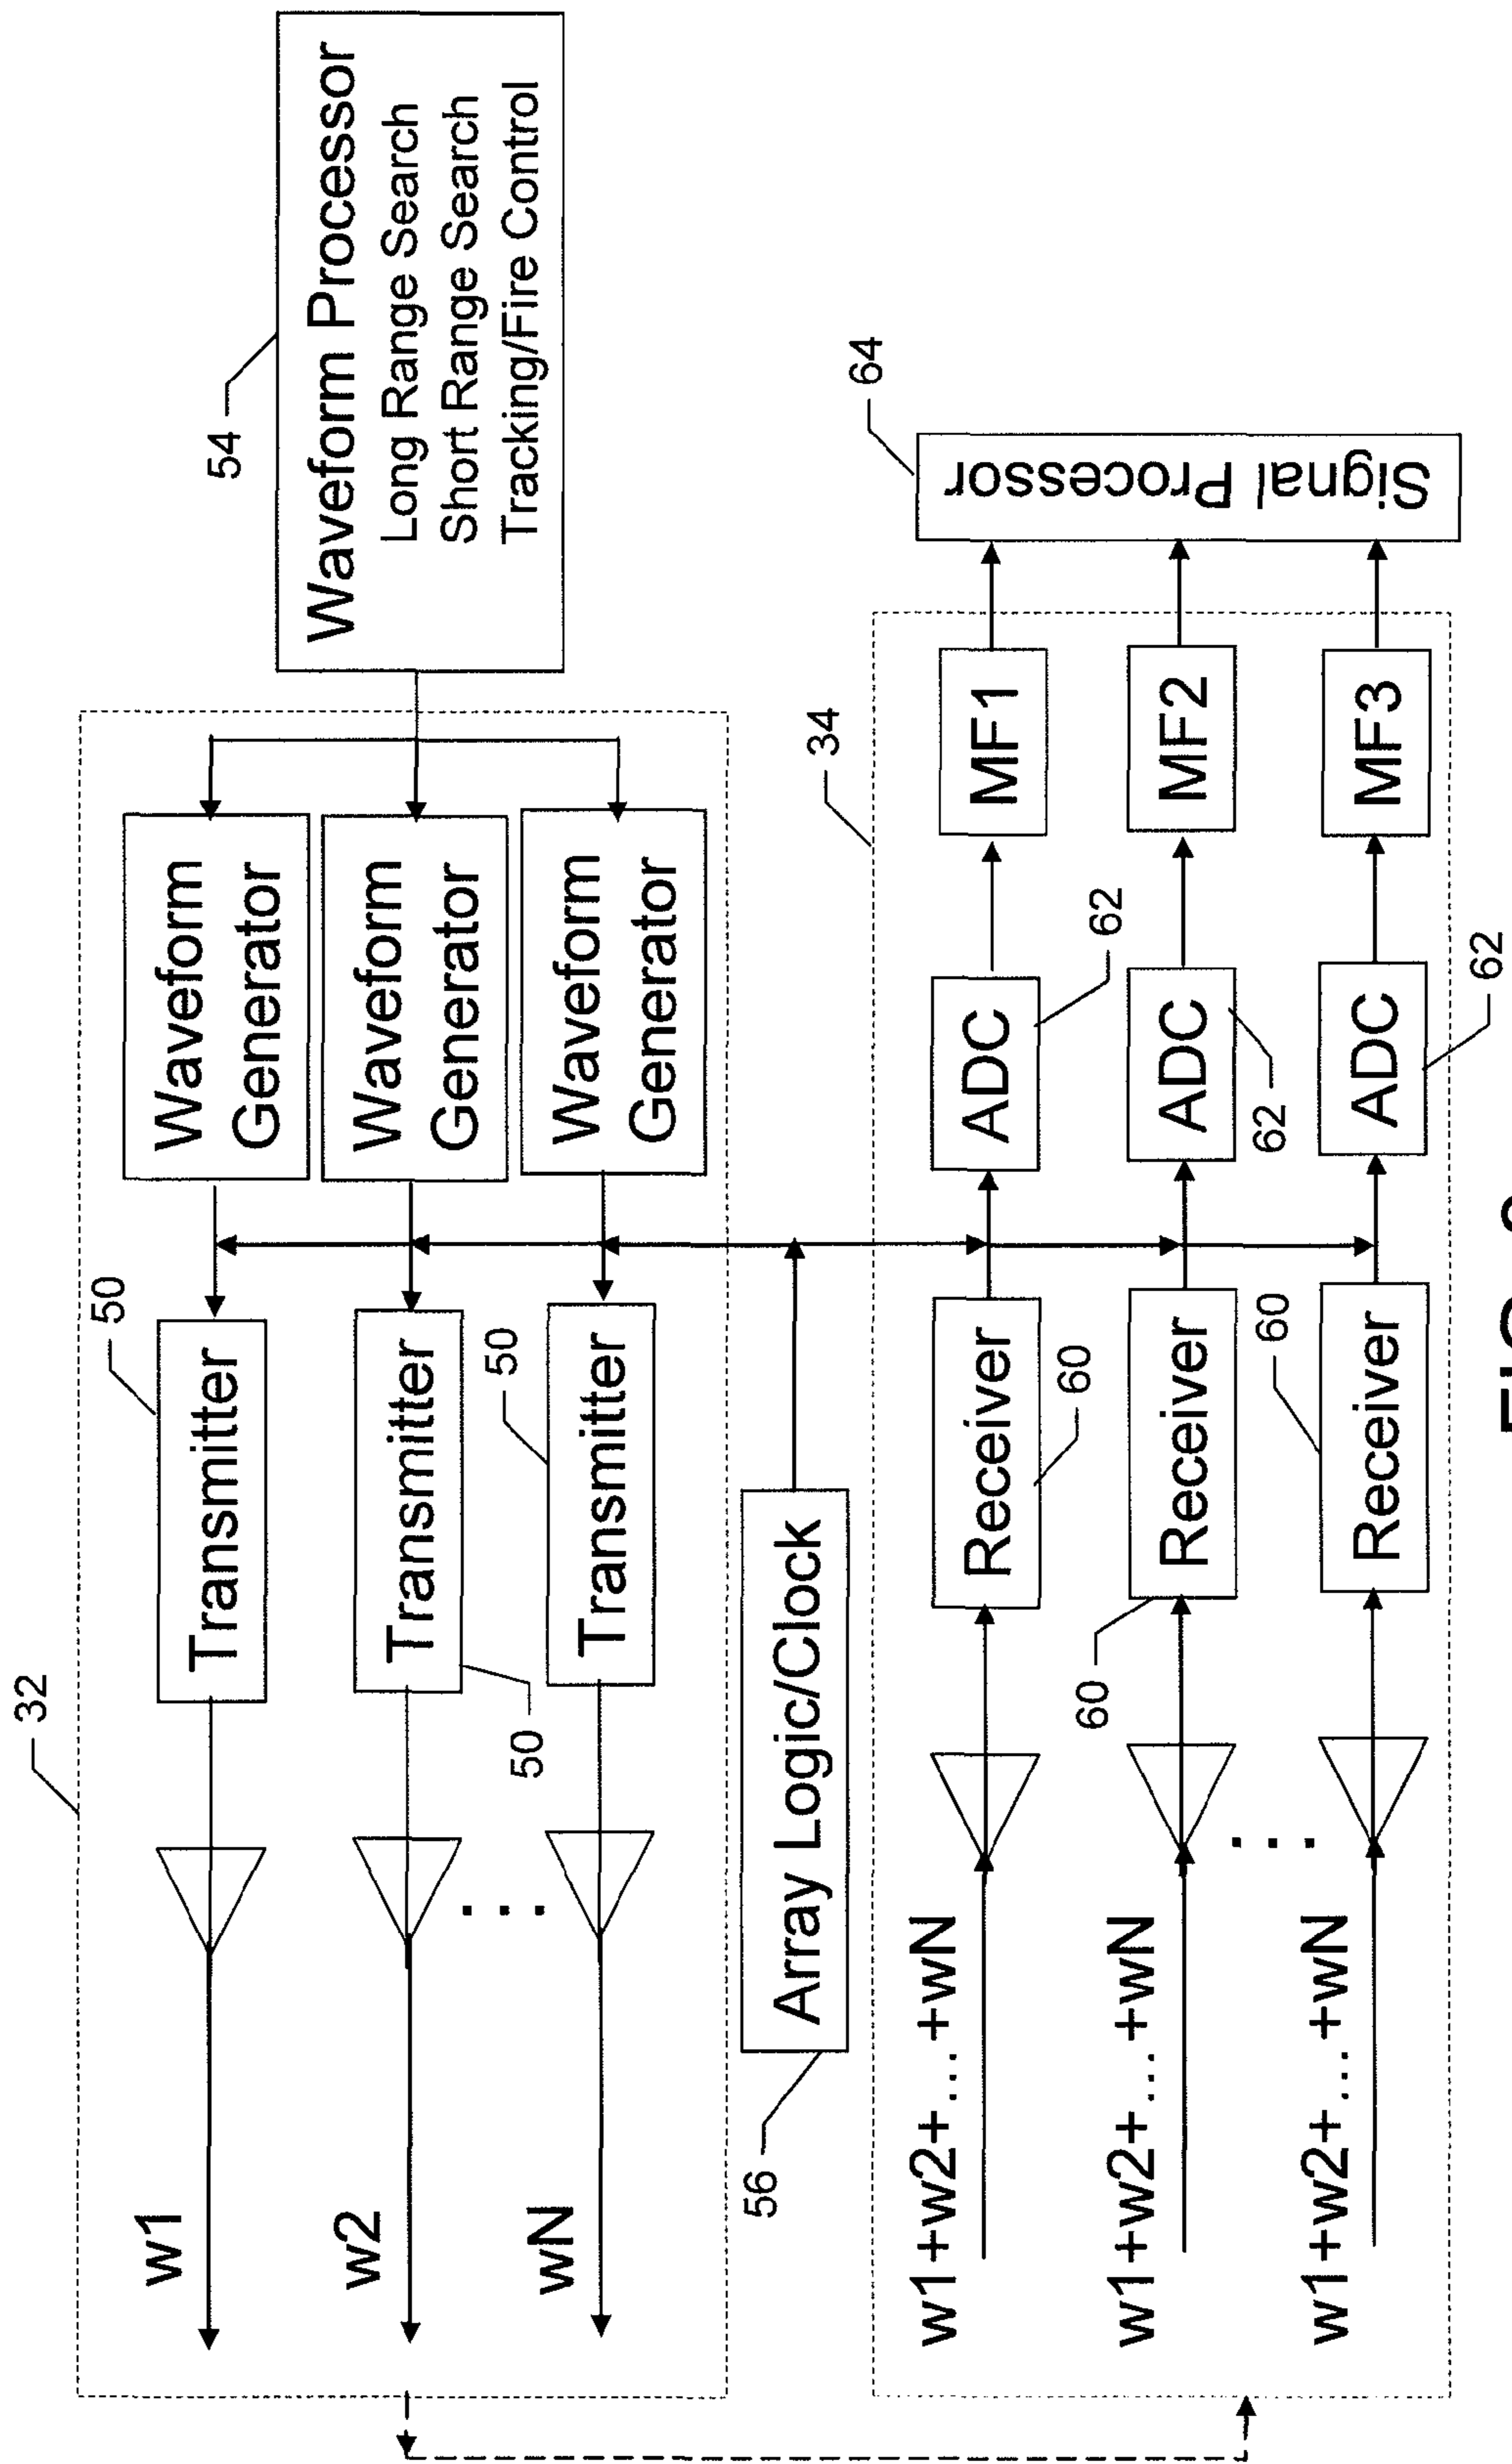 32
w1
50
Transmitter
Waveform
Generator
54
Waveform Processor
Long Range Search
Short Range Search
Tracking/Fire Control
w2
Transmitter
50
Waveform
Generator
...
wN
50
Transmitter
Waveform
Generator
56
Array Logic/Clock
34
64
w1+w2+...+wN
Receiver
60
ADC
62
MF1
w1+w2+...+wN
60
Receiver
ADC
62
MF2
Signal Processor
...
w1+w2+...+wN
60
Receiver
ADC
62
MF3